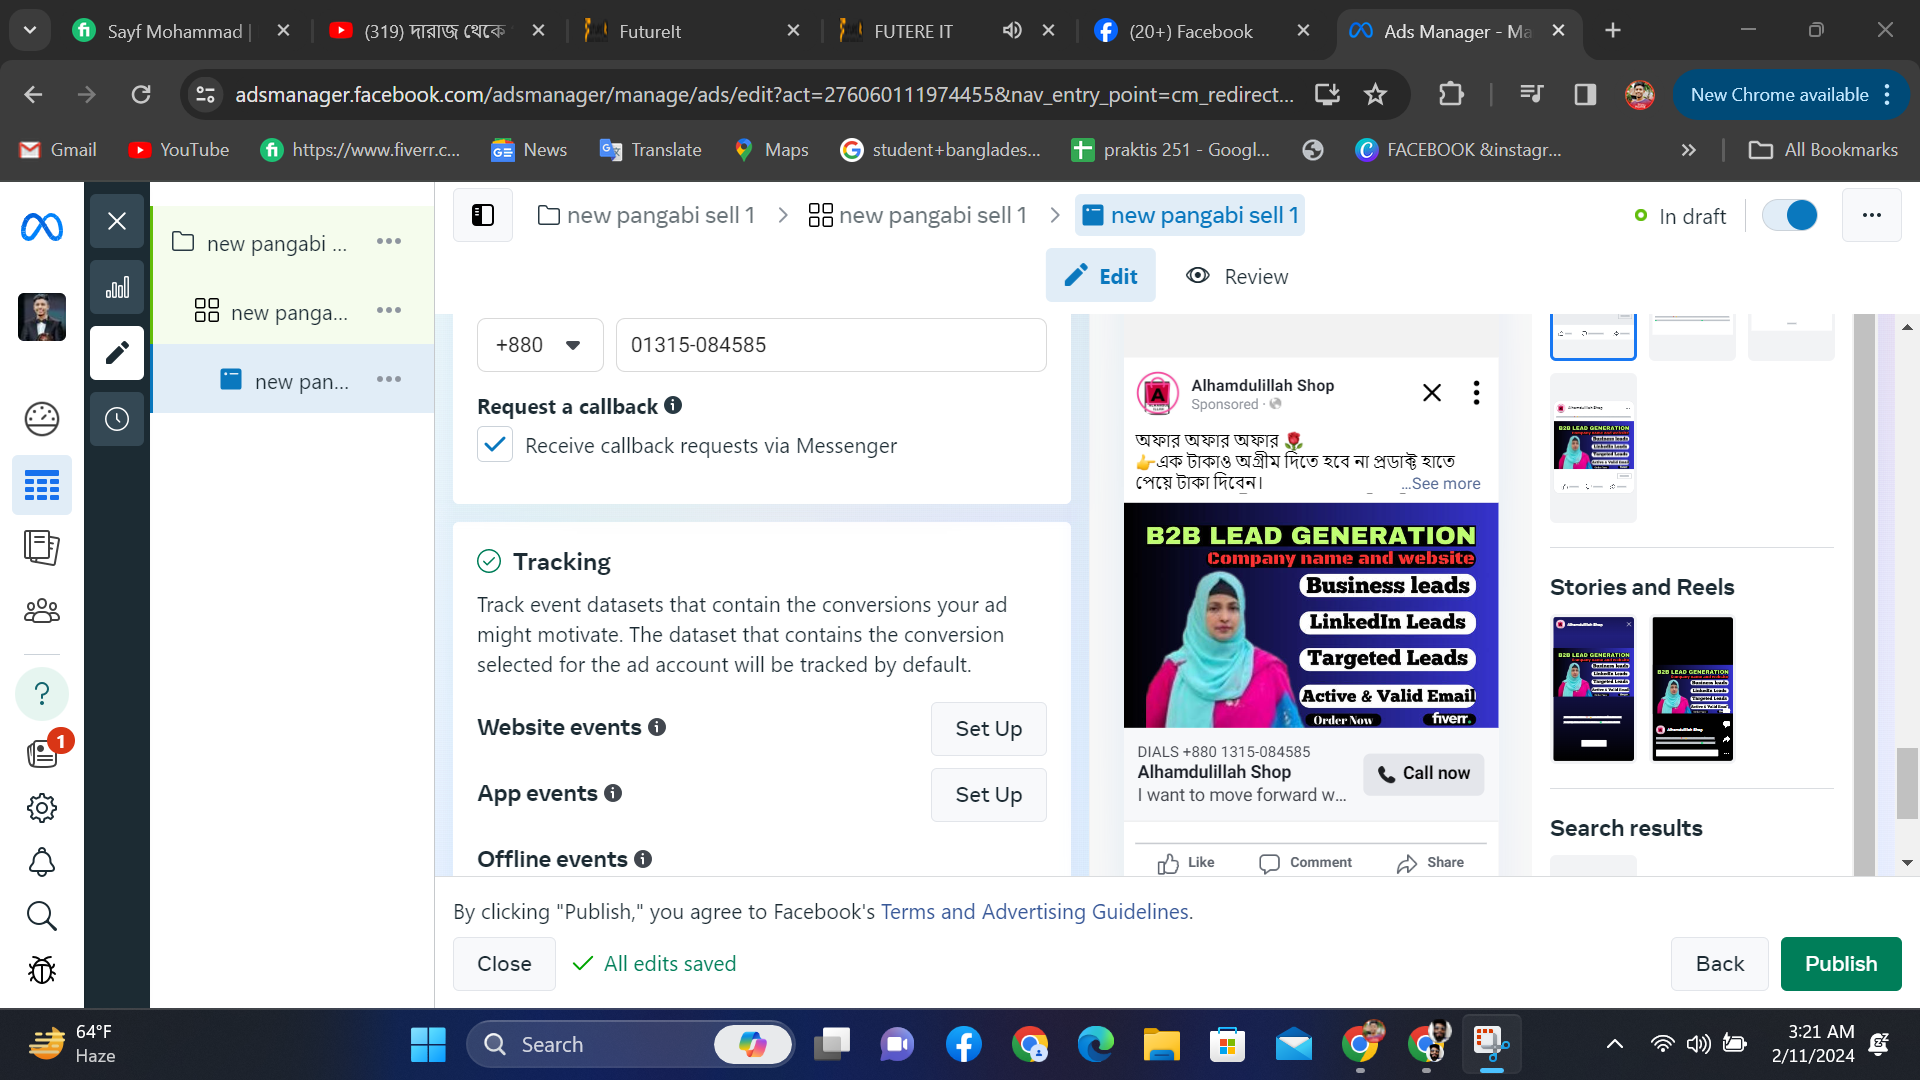 Sayf Mohammad |
(319) দারাজ থেকে
FutureIt
FUTERE IT
(20+) Facebook
Ads Manager - Ma
adsmanager.facebook.com/adsmanager/manage/ads/edit?act=276060111974455&nav_entry_point=cm_redirect...
New Chrome available
Gmail
YouTube
https://www.fiverr.c...
News
Translate
Maps
student+banglades...
praktis 251 - Googl...
FACEBOOK &instagr...
All Bookmarks
new pangabi ...
new panga...
new pan...
new pangabi sell 1
new pangabi sell 1
new pangabi sell 1
In draft
Edit
Review
+880
01315-084585
Request a callback
Receive callback requests via Messenger
Tracking
Track event datasets that contain the conversions your ad
might motivate. The dataset that contains the conversion
selected for the ad account will be tracked by default.
Website events
Set Up
App events
Set Up
Offline events
Alhamdulillah Shop
Sponsored ·
অফার অফার অফার 🌹
👉এক টাকাও অগ্রীম দিতে হবে না প্রডাক্ট হাতে
পেয়ে টাকা দিবেন।
...See more
B2B LEAD GENERATION
Company name and website
Business leads
LinkedIn Leads
Targeted Leads
Active & Valid Email
Order Now
fiverr.
DIALS +880 1315-084585
Alhamdulillah Shop
I want to move forward w...
Call now
Like
Comment
Share
Stories and Reels
Search results
1
By clicking "Publish," you agree to Facebook's Terms and Advertising Guidelines.
Close
All edits saved
Back
Publish
64°F
Haze
Search
3:21 AM
2/11/2024